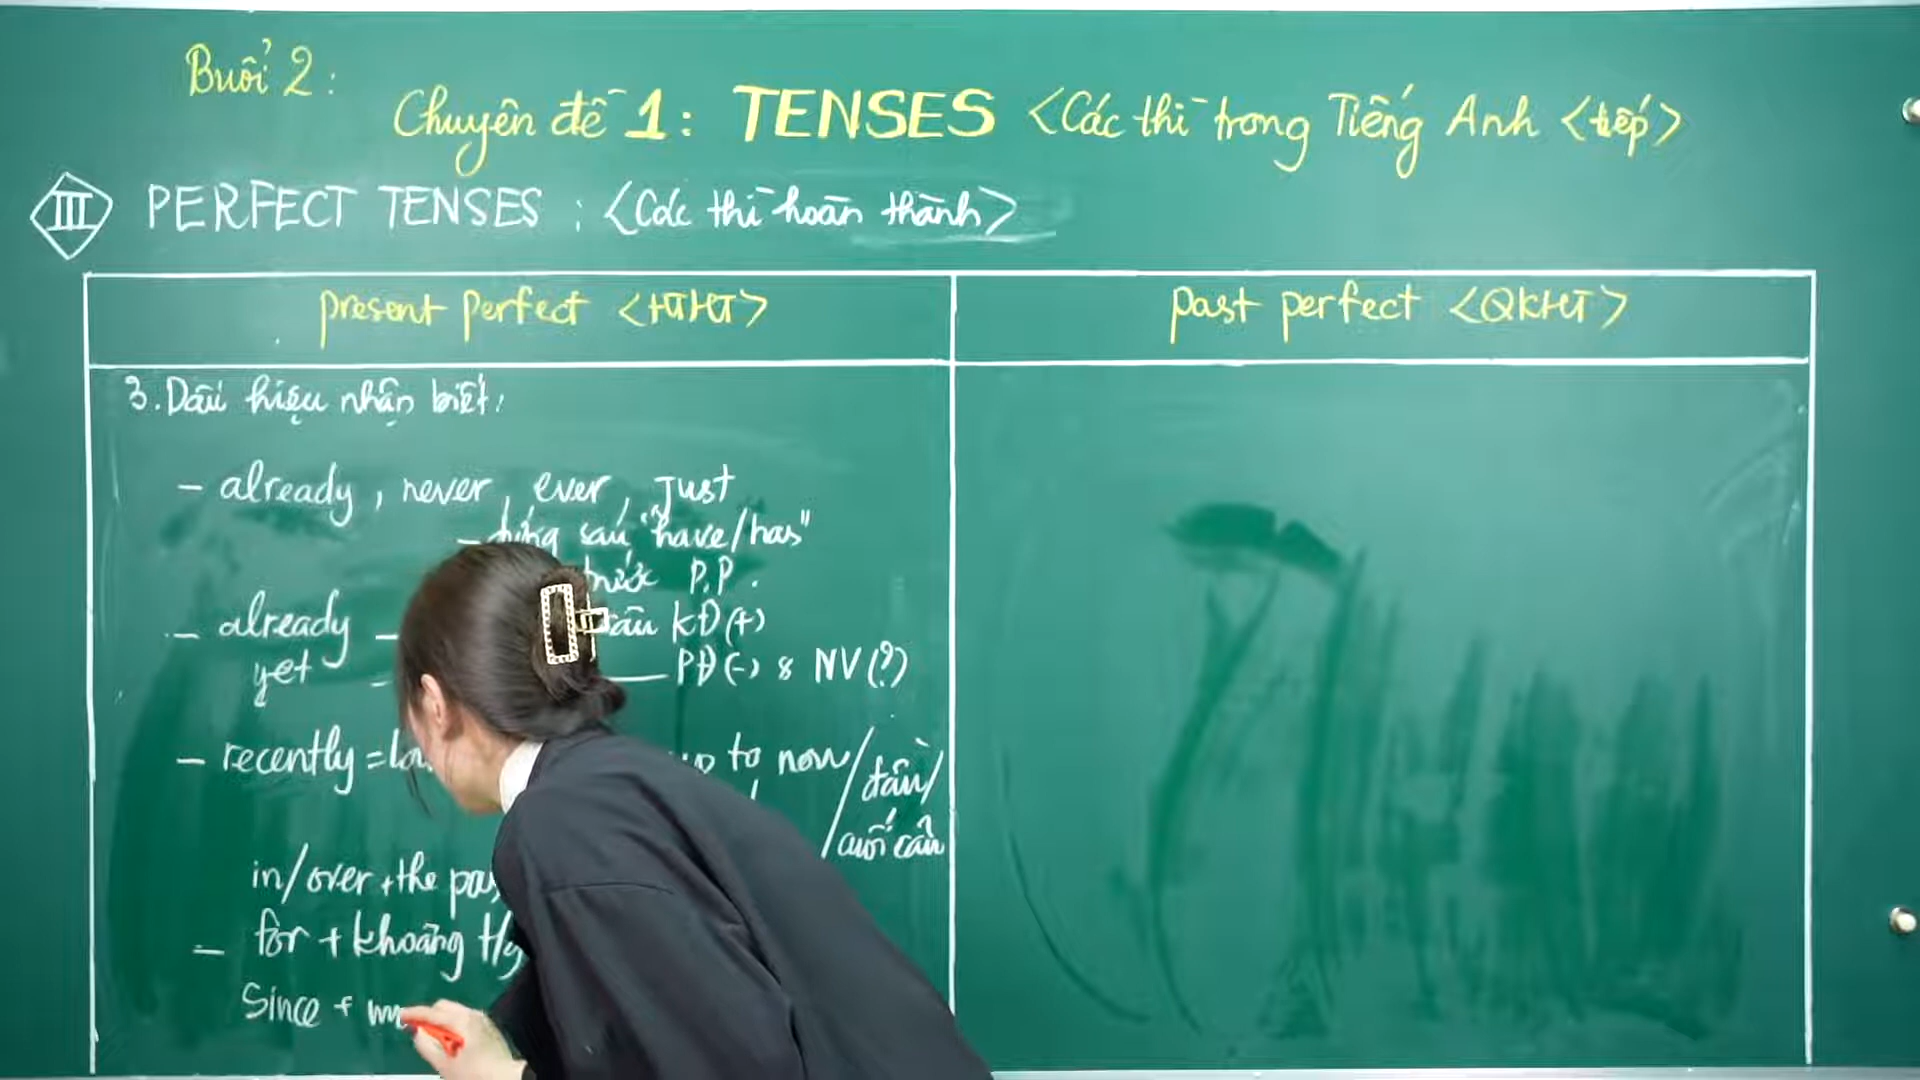 Buổi 2:
Chuyên đề 1: TENSES <Các thì trong Tiếng Anh <tiếp>
III PERFECT TENSES: <Các thì hoàn thành>
present perfect <HTHT>
3. Dấu hiệu nhận biết:
- already, never, ever, Just
- đứng sau "have/has"
trước P.P.
- already - câu KĐ(+)
yet - PĐ(-) & NV(?)
- recently = up to now / đầu/
/cuối câu
in/over + the
- for + khoảng tg
Since +
Past perfect <QKHT>